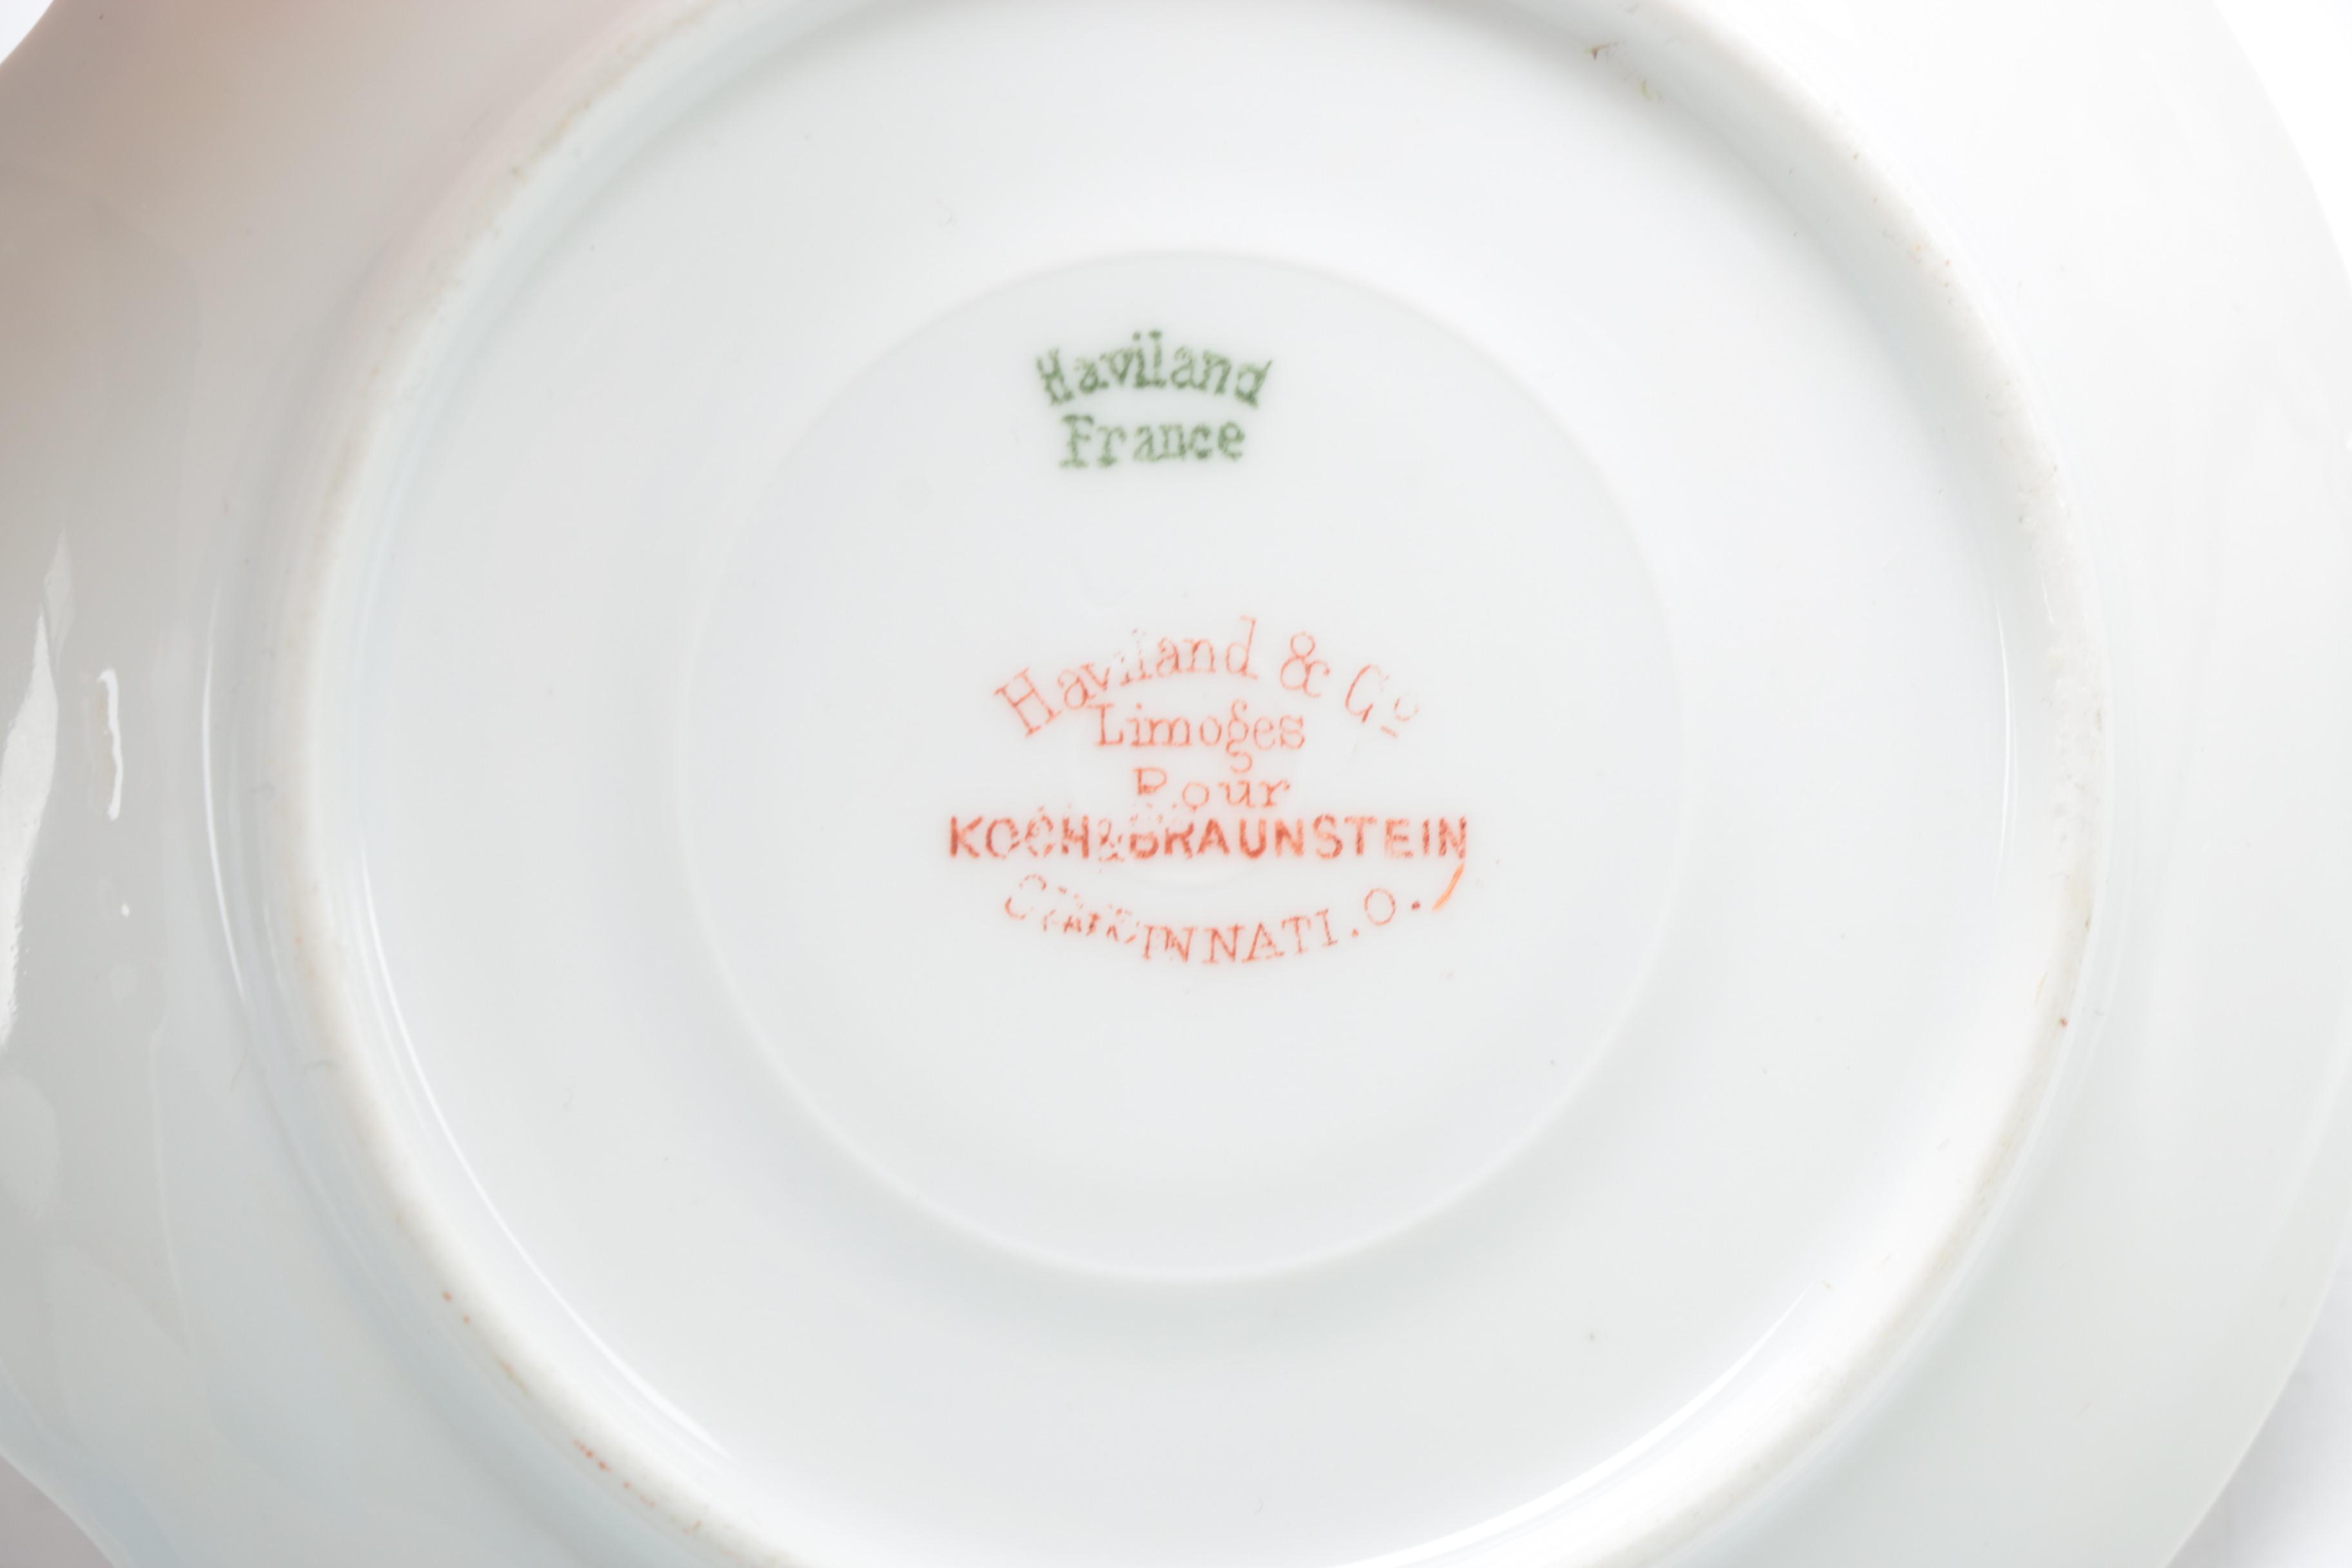 Haviland
France
Haviland & Co
Limoges
Pour
KOCH & BRAUNSTEIN
CINCINNATI. O.